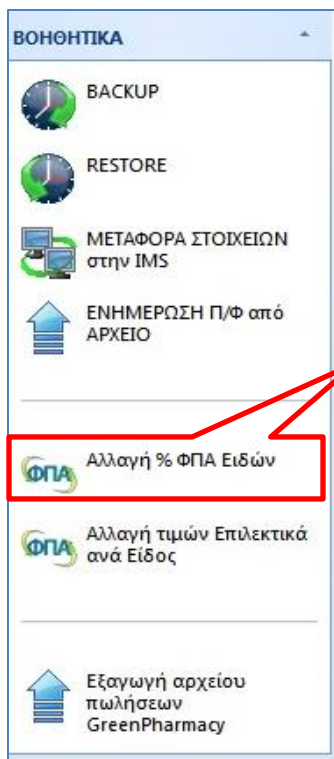 ΒΟΗΘΗΤΙΚΑ
BACKUP
RESTORE
ΜΕΤΑΦΟΡΑ ΣΤΟΙΧΕΙΩΝ
στην IMS
ΕΝΗΜΕΡΩΣΗ Π/Φ από
ΑΡΧΕΙΟ
ΦΠΑ
Αλλαγή % ΦΠΑ Ειδών
ΦΠΑ
Αλλαγή τιμών Επιλεκτικά
ανά Είδος
Εξαγωγή αρχείου
πωλήσεων
GreenPharmacy